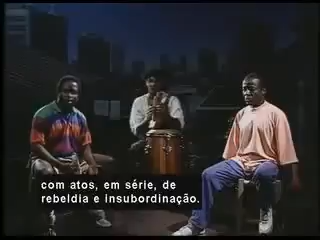 com atos, em série, de
rebeldia e insubordinação.